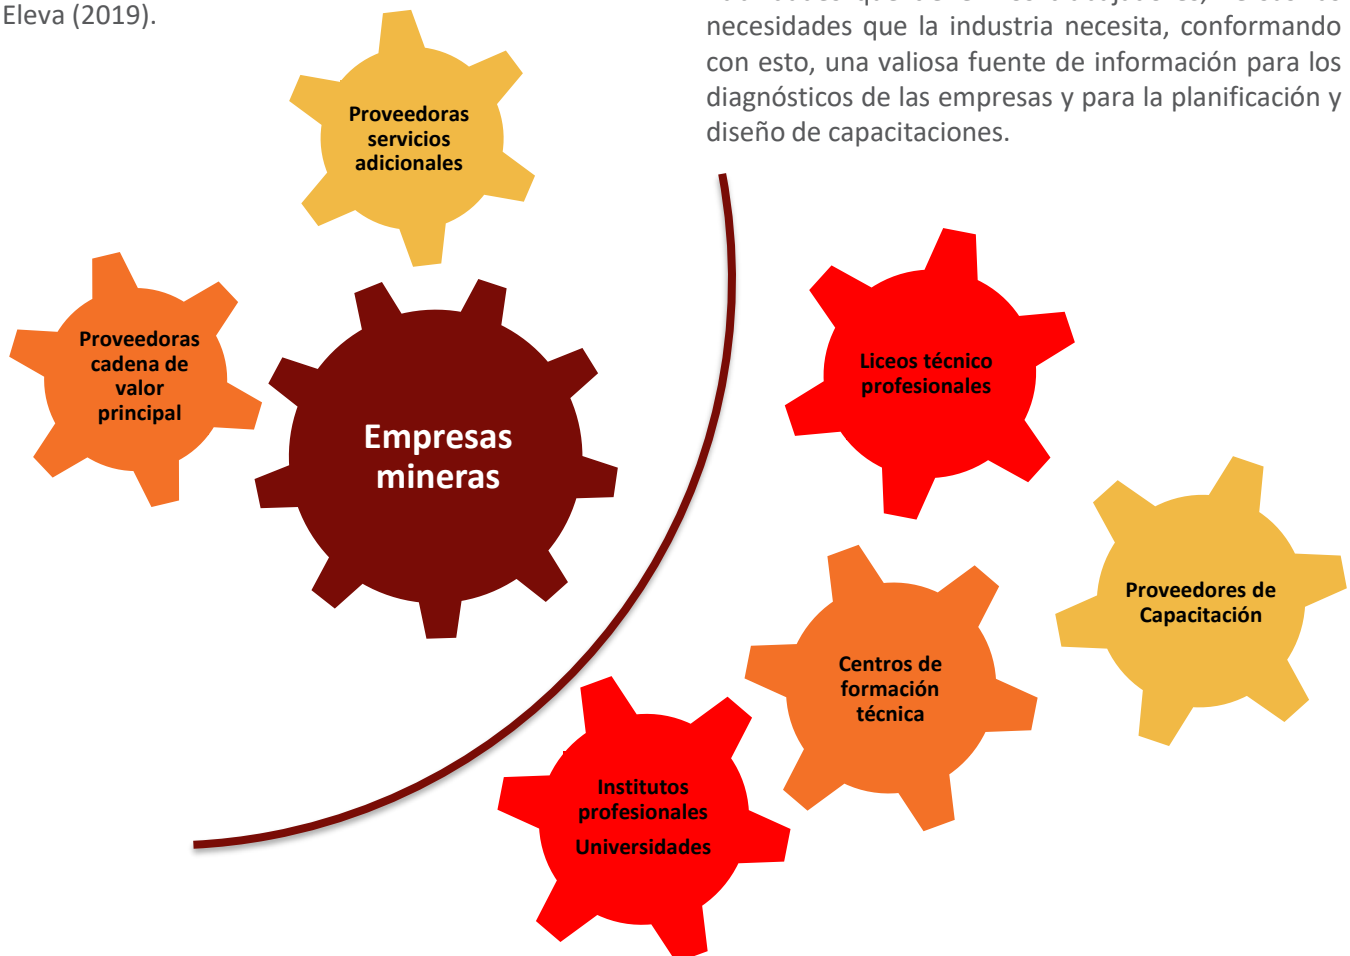 Eleva (2019).
necesidades que la industria necesita, conformando
con esto, una valiosa fuente de información para los
diagnósticos de las empresas y para la planificación y
diseño de capacitaciones.
Proveedoras
servicios
adicionales
Proveedoras
cadena de
valor
principal
Empresas
mineras
Liceos técnico
profesionales
Proveedores de
Capacitación
Centros de
formación
técnica
Institutos
profesionales
Universidades